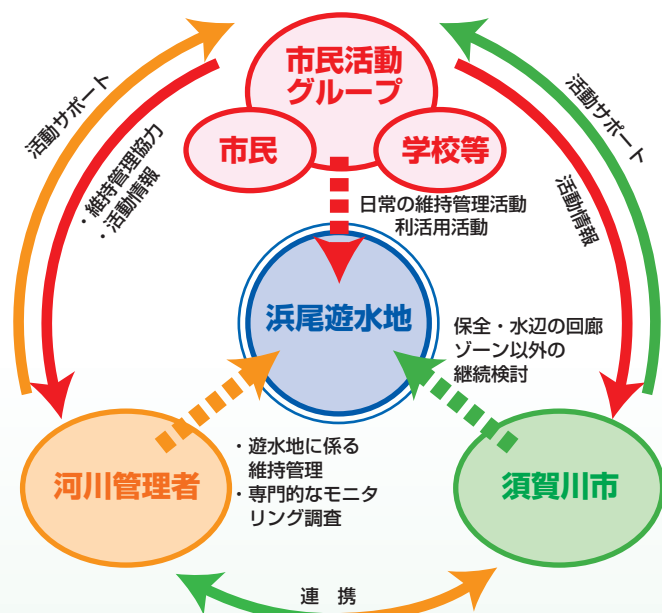 市民活動
グループ
市民
学校等
活動サポート
・維持管理協力
・活動情報
活動サポート
活動情報
日常の維持管理活動
利活用活動
浜尾遊水地
保全・水辺の回廊
ゾーン以外の
継続検討
河川管理者
・遊水地に係る
維持管理
・専門的なモニタ
リング調査
須賀川市
連携